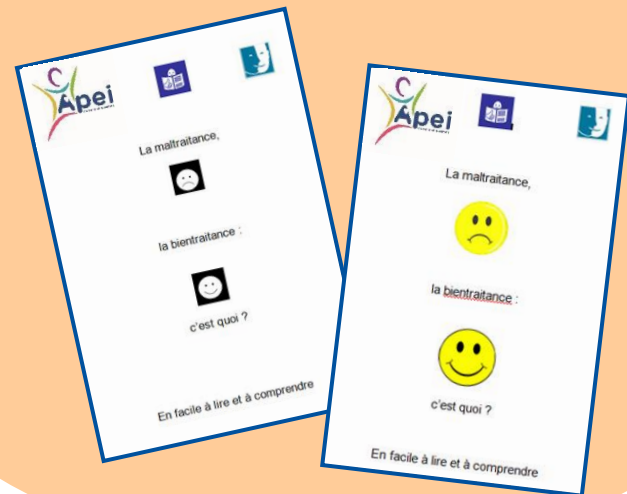 Apei
La maltraitance,
la bientraitance :
c'est quoi ?
En facile à lire et à comprendre
Apei
La maltraitance,
la bientraitance :
c'est quoi ?
En facile à lire et à comprendre